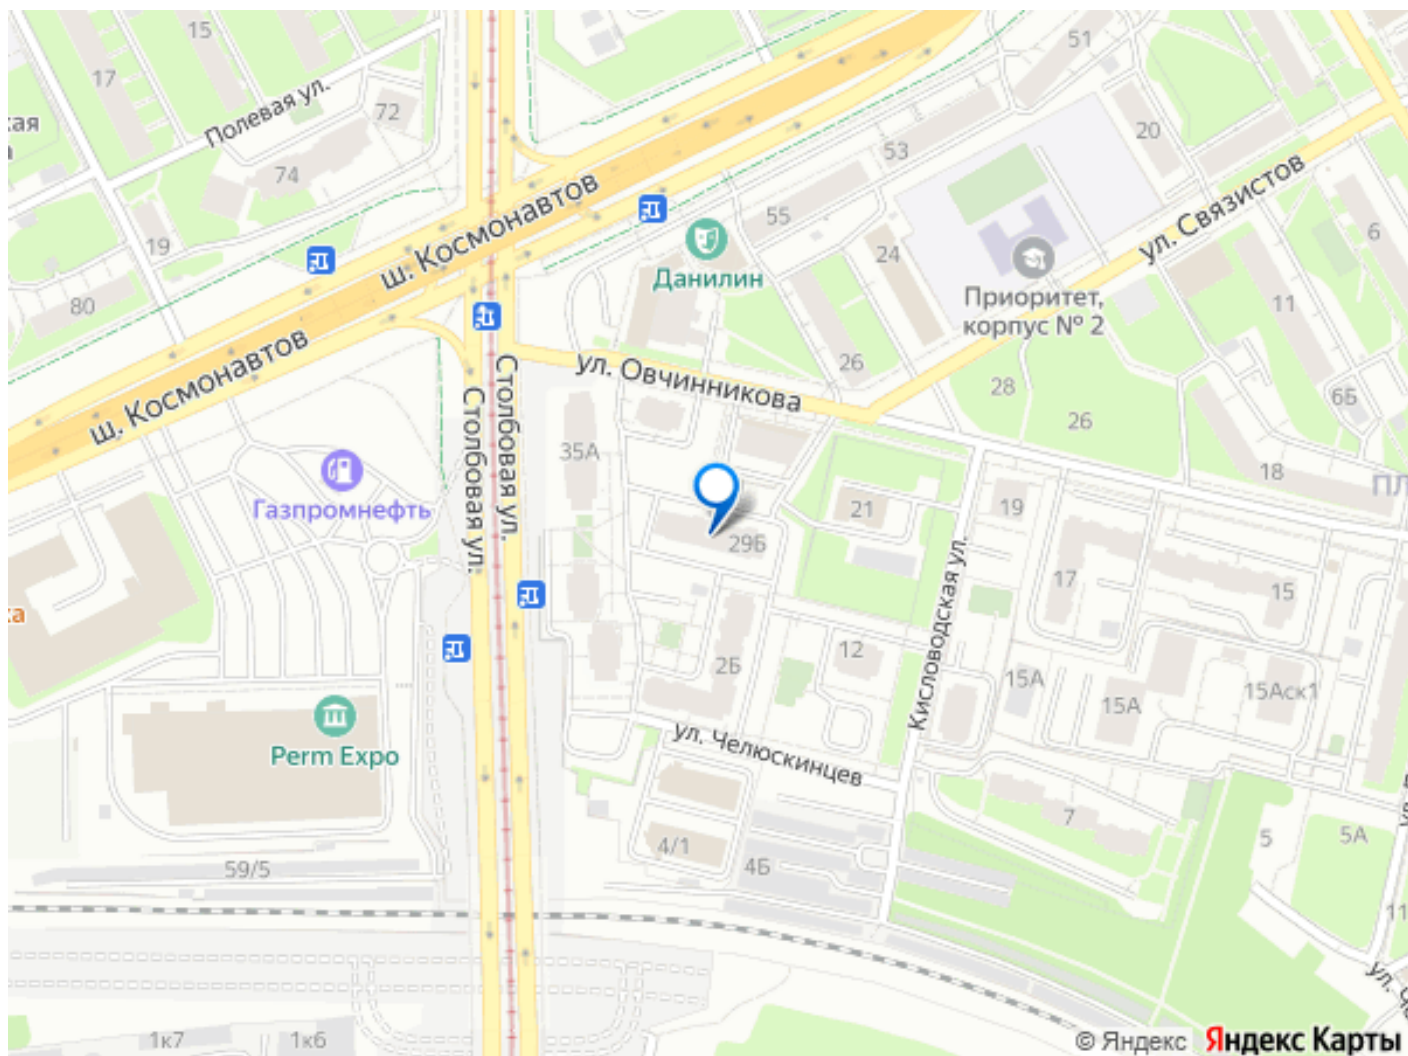 15
51
17
Полевая ул.
72
20
53
74
ш. Космонавтов
ул. Связистов
55
19
24
6
Данилин
80
Приоритет,
корпус № 2
11
ш. Космонавтов
Столбовая ул.
ул. Овчинникова
26
28
6Б
26
Столбовая ул.
35А
18
Газпромнефть
21
19
29Б
Кисловодская ул.
17
15
12
2Б
15А
15А
15Аск1
Perm Expo
ул. Челюскинцев
7
5
5А
4/1
4Б
59/5
11
1к7
1к6
© Яндекс Яндекс Карты